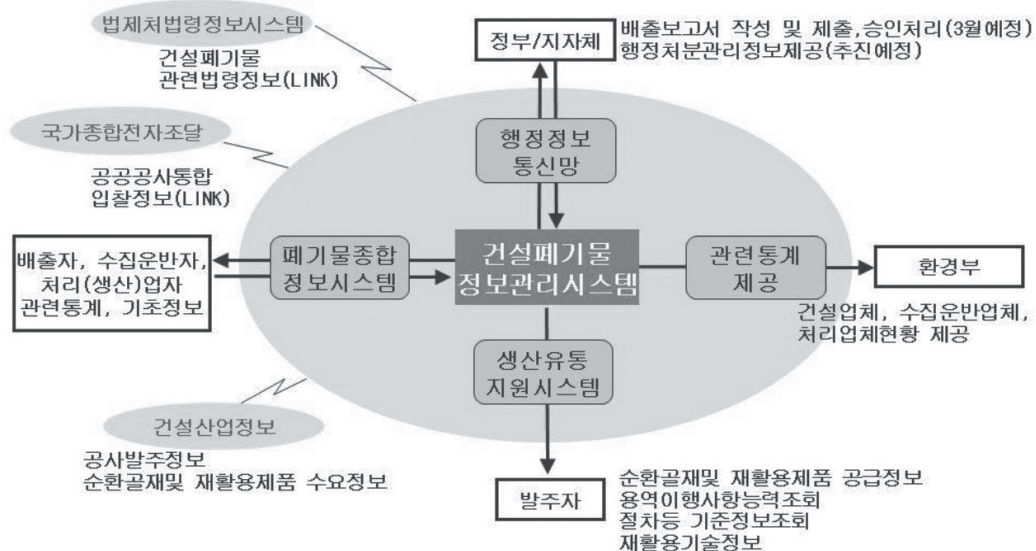 법제처법령정보시스템
건설폐기물
관련법령정보(LINK)
정부/지자체
배출보고서 작성 및 제출,승인처리(3월예정)
행정처분관리정보제공(추진예정)
국가종합전자조달
공공공사통합
입찰정보(LINK)
행정정보
통신망
배출자, 수집운반자,
처리(생산)업자
관련통계, 기초정보
폐기물종합
정보시스템
건설폐기물
정보관리시스템
관련통계
제공
환경부
건설업체, 수집운반업체,
처리업체현황 제공
생산유통
지원시스템
건설산업정보
공사발주정보
순환골재및 재활용제품 수요정보
발주자
순환골재및 재활용제품 공급정보
용역이행사항능력조회
절차등 기준정보조회
재활용기술정보